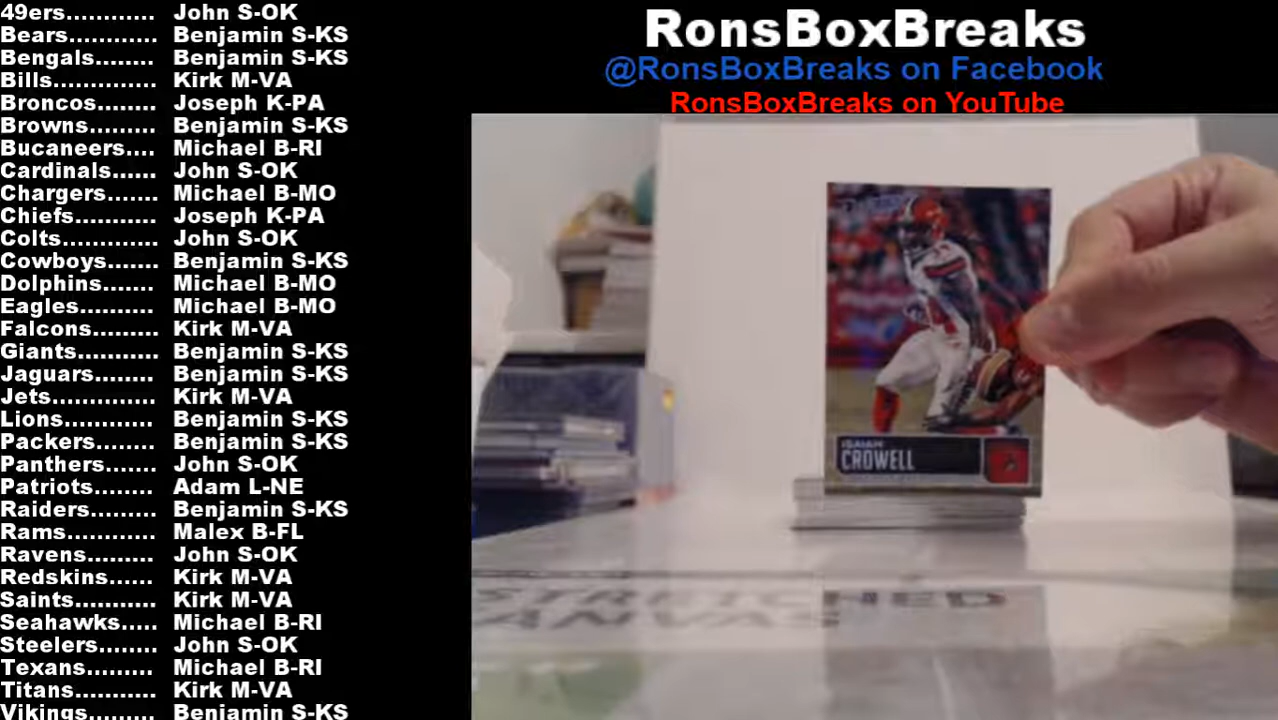 49ers............ John S-OK
Bears............ Benjamin S-KS
Bengals........ Benjamin S-KS
Bills............. Kirk M-VA
Broncos........ Joseph K-PA
Browns......... Benjamin S-KS
Bucaneers.... Michael B-RI
Cardinals...... John S-OK
Chargers....... Michael B-MO
Chiefs........... Joseph K-PA
Colts............. John S-OK
Cowboys....... Benjamin S-KS
Dolphins....... Michael B-MO
Eagles.......... Michael B-MO
Falcons......... Kirk M-VA
Giants........... Benjamin S-KS
Jaguars........ Benjamin S-KS
Jets.............. Kirk M-VA
Lions............ Benjamin S-KS
Packers........ Benjamin S-KS
Panthers....... John S-OK
Patriots........ Adam L-NE
Raiders......... Benjamin S-KS
Rams............ Malex B-FL
Ravens......... John S-OK
Redskins...... Kirk M-VA
Saints........... Kirk M-VA
Seahawks..... Michael B-RI
Steelers........ John S-OK
Texans......... Michael B-RI
Titans........... Kirk M-VA
Vikings......... Benjamin S-KS
RonsBoxBreaks
@RonsBoxBreaks on Facebook
RonsBoxBreaks on YouTube
ISAIAH
CROWELL
STRETCHED
CANVAS